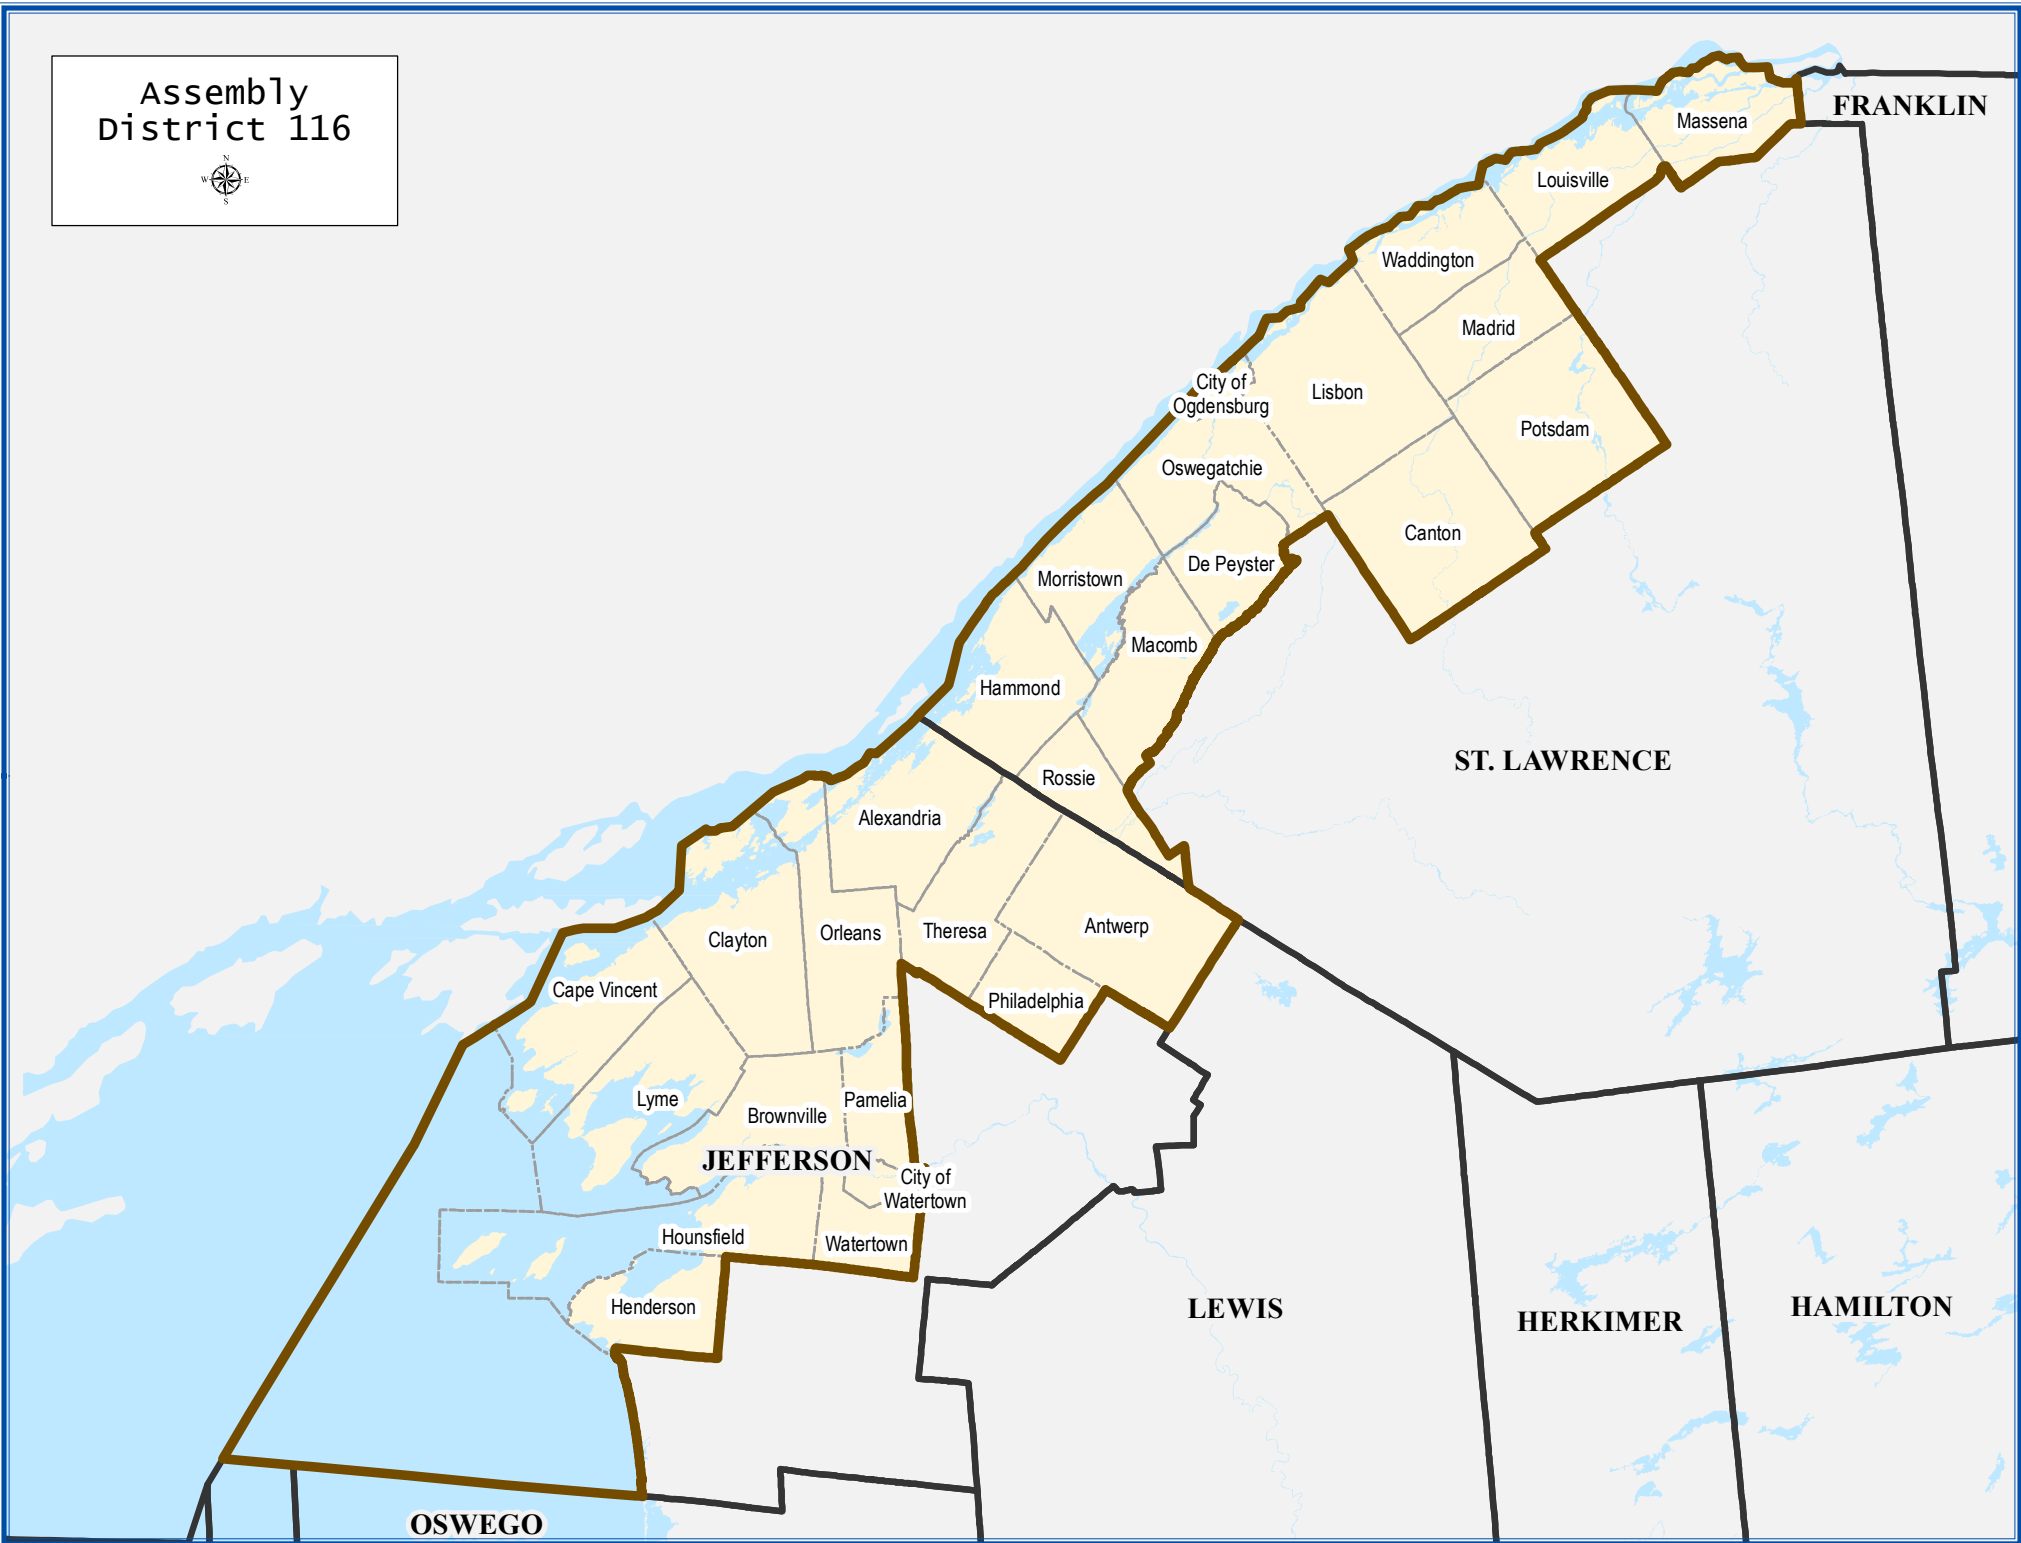 Assembly
District 116
N
W
E
S
FRANKLIN
Massena
Louisville
Waddington
Madrid
City of
Ogdensburg
Lisbon
Potsdam
Oswegatchie
Canton
De Peyster
Morristown
Macomb
Hammond
ST. LAWRENCE
Rossie
Alexandria
Antwerp
Theresa
Orleans
Clayton
Cape Vincent
Philadelphia
Lyme
Pamelia
Brownville
JEFFERSON
City of
Watertown
Hounsfield
Watertown
Henderson
LEWIS
HERKIMER
HAMILTON
OSWEGO